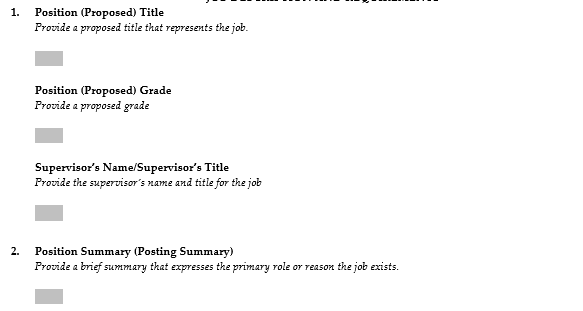 1. Position (Proposed) Title
Provide a proposed title that represents the job.
Position (Proposed) Grade
Provide a proposed grade
Supervisor's Name/Supervisor's Title
Provide the supervisor's name and title for the job
2. Position Summary (Posting Summary)
Provide a brief summary that expresses the primary role or reason the job exists.